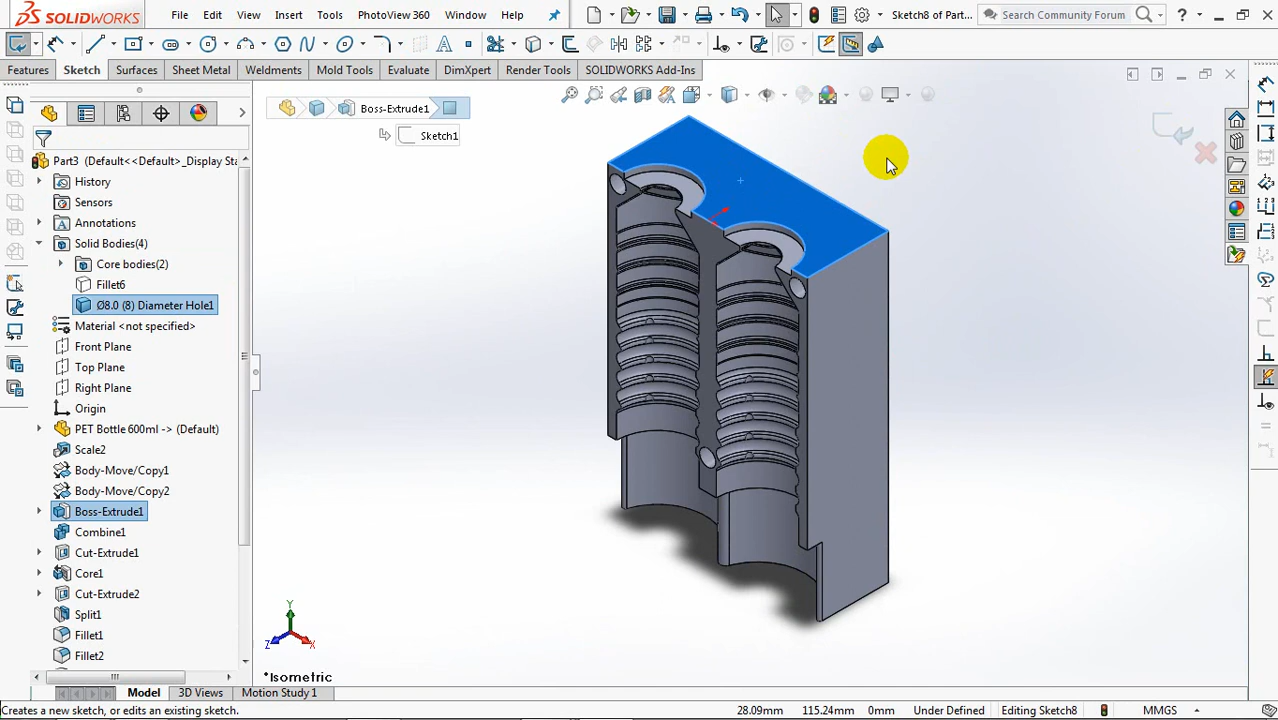 SOLIDWORKS File Edit View Insert Tools PhotoView 360 Window Help Sketch8 of Part... Search Community Forum ?
Features Sketch Surfaces Sheet Metal Weldments Mold Tools Evaluate DimXpert Render Tools SOLIDWORKS Add-Ins
Boss-Extrude1
Sketch1
Part3 (Default<<Default>_Display Sta
History
Sensors
Annotations
Solid Bodies(4)
Core bodies(2)
Fillet6
Ø8.0 (8) Diameter Hole1
Material <not specified>
Front Plane
Top Plane
Right Plane
Origin
PET Bottle 600ml -> (Default)
Scale2
Body-Move/Copy1
Body-Move/Copy2
Boss-Extrude1
Combine1
Cut-Extrude1
Core1
Cut-Extrude2
Split1
Fillet1
Fillet2
Y
Z X
*Isometric
Model 3D Views Motion Study 1
Creates a new sketch, or edits an existing sketch. 28.09mm 115.24mm 0mm Under Defined Editing Sketch8 MMGS